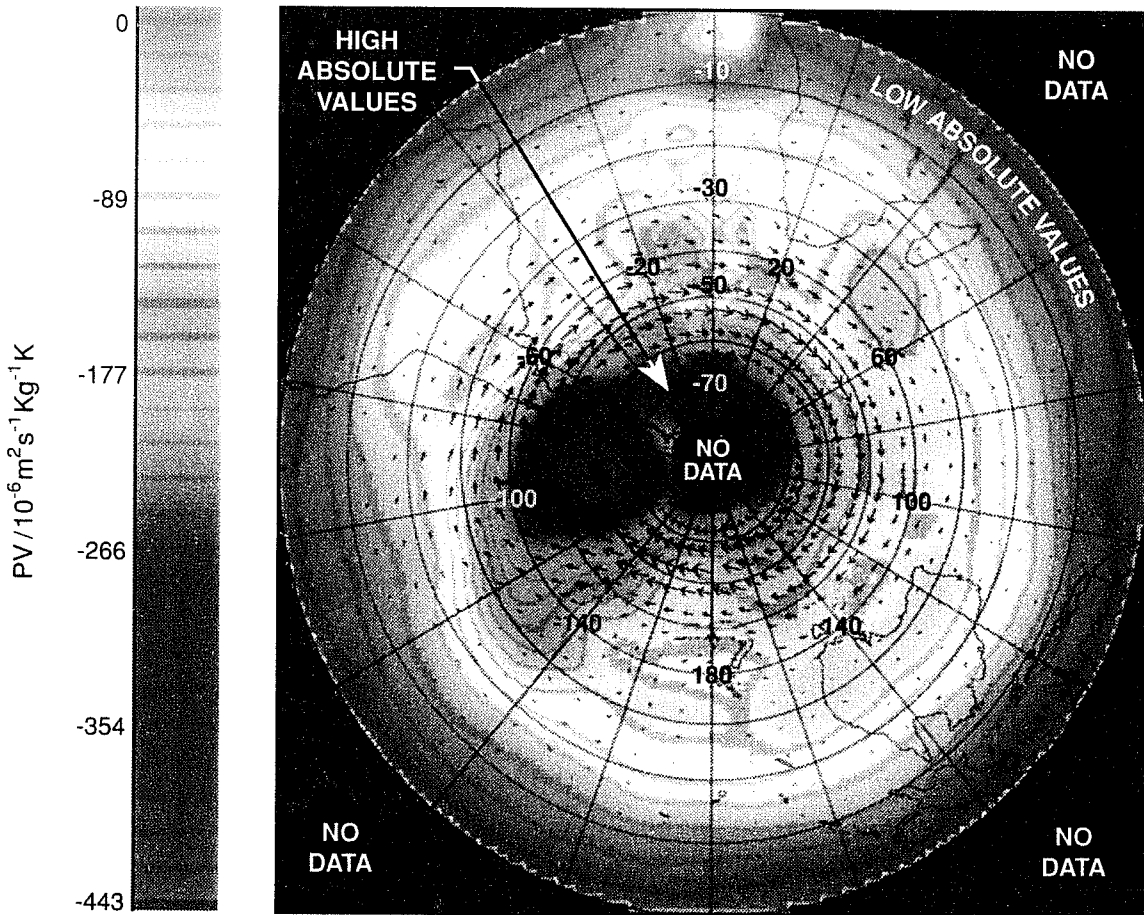 0
-89
-177
-266
-354
-443
PV/10⁻⁶m²s⁻¹Kg⁻¹K
HIGH
ABSOLUTE
VALUES
NO
DATA
LOW ABSOLUTE VALUES
-10
-30
-20
20
-50
-60
60
-70
NO
DATA
100
100
-140
140
180
NO
DATA
NO
DATA